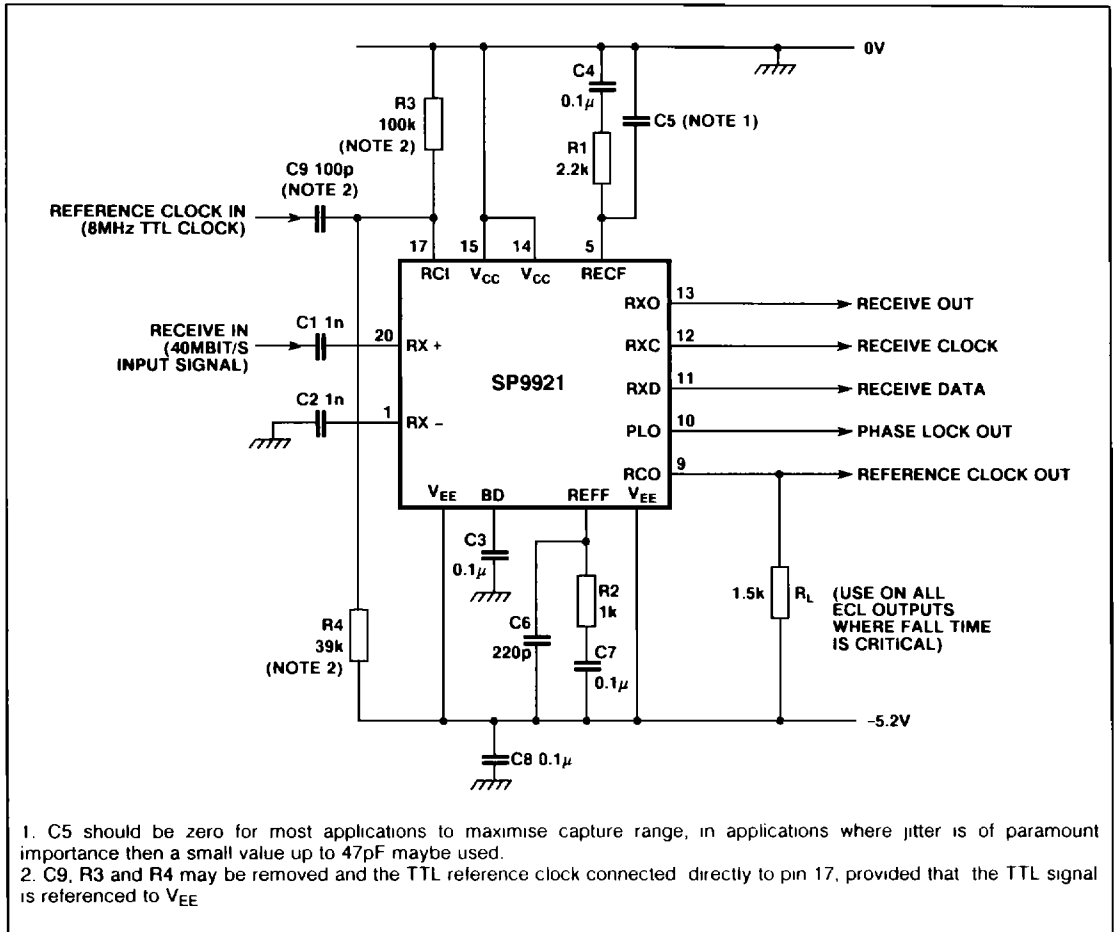 0V
C4
0.1μ
R3
100k
(NOTE 2)
C5 (NOTE 1)
R1
2.2k
C9 100p
(NOTE 2)
REFERENCE CLOCK IN
(8MHz TTL CLOCK)
17 15 14 5
RCI VCC VCC RECF
RXO 13 RECEIVE OUT
C1 1n
RECEIVE IN
(40MBIT/S
INPUT SIGNAL)
20 RX +
RXC 12 RECEIVE CLOCK
SP9921
RXD 11 RECEIVE DATA
C2 1n
1 RX –
PLO 10 PHASE LOCK OUT
RCO 9 REFERENCE CLOCK OUT
VEE BD REFF VEE
C3
0.1μ
R2
1k
1.5k RL (USE ON ALL
ECL OUTPUTS
WHERE FALL TIME
IS CRITICAL)
R4
39k
(NOTE 2)
C6
220p
C7
0.1μ
–5.2V
C8 0.1μ
1. C5 should be zero for most applications to maximise capture range, in applications where jitter is of paramount
importance then a small value up to 47pF maybe used.
2. C9, R3 and R4 may be removed and the TTL reference clock connected directly to pin 17, provided that the TTL signal
is referenced to VEE